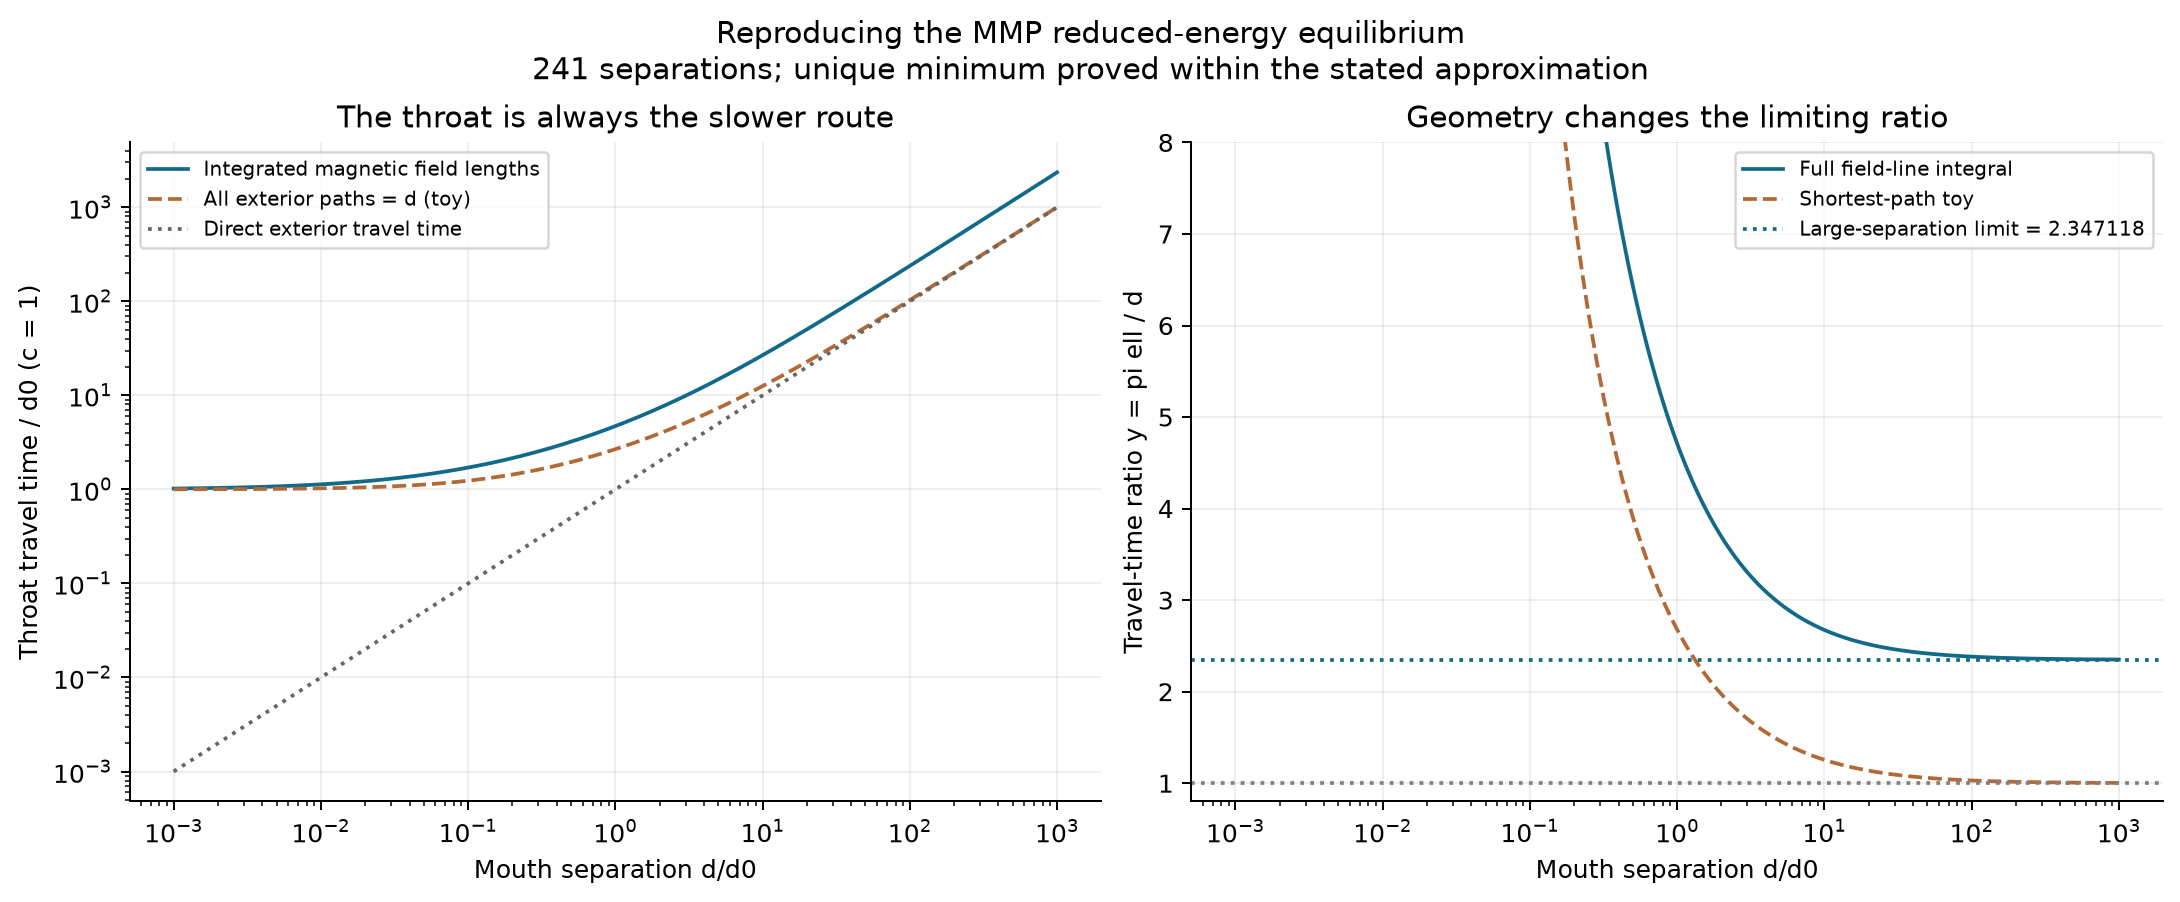 Reproducing the MMP reduced-energy equilibrium
241 separations; unique minimum proved within the stated approximation
The throat is always the slower route
Integrated magnetic field lengths
All exterior paths = d (toy)
Direct exterior travel time
Throat travel time / d0 (c = 1)
10³
10²
10¹
10⁰
10⁻¹
10⁻²
10⁻³
10⁻³ 10⁻² 10⁻¹ 10⁰ 10¹ 10² 10³
Mouth separation d/d0
Geometry changes the limiting ratio
Full field-line integral
Shortest-path toy
Large-separation limit = 2.347118
Travel-time ratio y = pi ell / d
8
7
6
5
4
3
2
1
10⁻³ 10⁻² 10⁻¹ 10⁰ 10¹ 10² 10³
Mouth separation d/d0